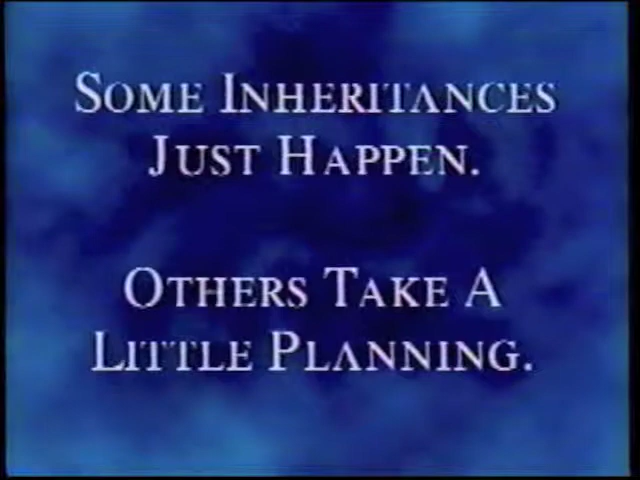 SOME INHERITANCES
JUST HAPPEN.
OTHERS TAKE A
LITTLE PLANNING.